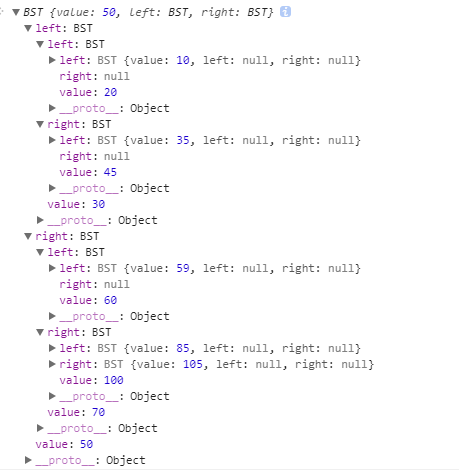 ▼ BST {value: 50, left: BST, right: BST} i
▼ left: BST
▼ left: BST
▶ left: BST {value: 10, left: null, right: null}
right: null
value: 20
▶ __proto__: Object
▼ right: BST
▶ left: BST {value: 35, left: null, right: null}
right: null
value: 45
▶ __proto__: Object
value: 30
▶ __proto__: Object
▼ right: BST
▼ left: BST
▶ left: BST {value: 59, left: null, right: null}
right: null
value: 60
▶ __proto__: Object
▼ right: BST
▶ left: BST {value: 85, left: null, right: null}
▶ right: BST {value: 105, left: null, right: null}
value: 100
▶ __proto__: Object
value: 70
▶ __proto__: Object
value: 50
▶ __proto__: Object